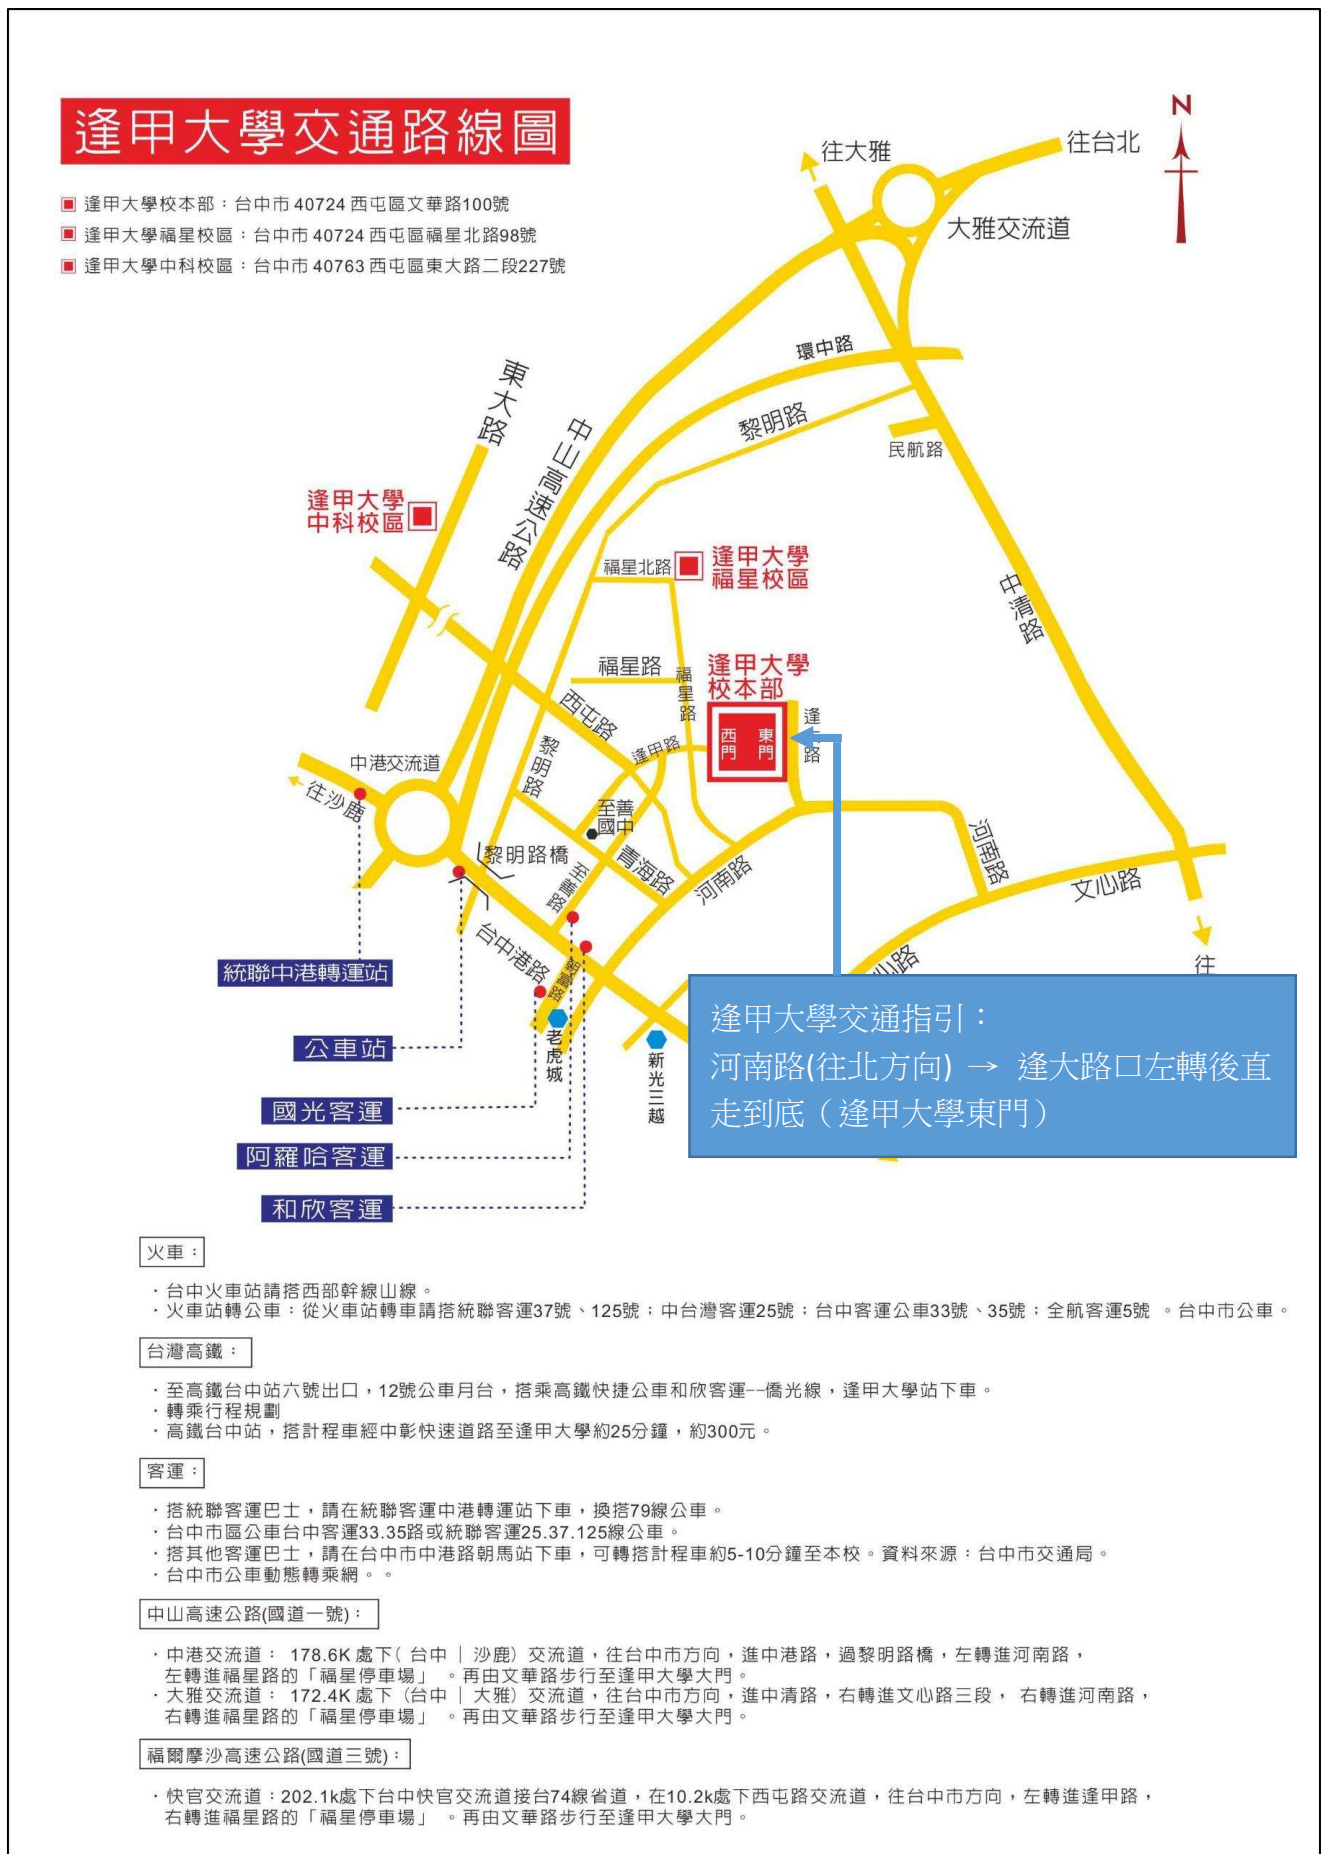 逢甲大學交通路線圖
逢甲大學校本部：台中市 40724 西屯區文華路100號
逢甲大學福星校區：台中市 40724 西屯區福星北路98號
逢甲大學中科校區：台中市 40763 西屯區東大路二段227號
N
往大雅
往台北
大雅交流道
環中路
東大路
中山高速公路
黎明路
民航路
逢甲大學
中科校區
福星北路
逢甲大學
福星校區
中清路
福星路
福星路
逢甲大學
校本部
西門
東門
逢 路
西屯路
逢甲路
黎明路
中港交流道
往沙鹿
至善
國中
黎明路橋
青海路
至善路
河南路
河南路
文心路
台中港路
朝富路
心路
往
統聯中港轉運站
公車站
老虎城
新光三越
國光客運
阿羅哈客運
和欣客運
逢甲大學交通指引：
河南路(往北方向) → 逢大路口左轉後直
走到底（逢甲大學東門）
火車：
·台中火車站請搭西部幹線山線。
·火車站轉公車：從火車站轉車請搭統聯客運37號、125號；中台灣客運25號；台中客運公車33號、35號；全航客運5號 。台中市公車。
台灣高鐵：
·至高鐵台中站六號出口，12號公車月台，搭乘高鐵快捷公車和欣客運--僑光線，逢甲大學站下車。
·轉乘行程規劃
·高鐵台中站，搭計程車經中彰快速道路至逢甲大學約25分鐘，約300元。
客運：
·搭統聯客運巴士，請在統聯客運中港轉運站下車，換搭79線公車。
·台中市區公車台中客運33.35路或統聯客運25.37.125線公車。
·搭其他客運巴士，請在台中市中港路朝馬站下車，可轉搭計程車約5-10分鐘至本校。資料來源：台中市交通局。
·台中市公車動態轉乘網。。
中山高速公路(國道一號)：
·中港交流道： 178.6K 處下( 台中 | 沙鹿) 交流道，往台中市方向，進中港路，過黎明路橋，左轉進河南路，
左轉進福星路的「福星停車場」 。再由文華路步行至逢甲大學大門。
·大雅交流道： 172.4K 處下 (台中 | 大雅) 交流道，往台中市方向，進中清路，右轉進文心路三段， 右轉進河南路，
右轉進福星路的「福星停車場」 。再由文華路步行至逢甲大學大門。
福爾摩沙高速公路(國道三號)：
·快官交流道：202.1k處下台中快官交流道接台74線省道，在10.2k處下西屯路交流道，往台中市方向，左轉進逢甲路，
右轉進福星路的「福星停車場」 。再由文華路步行至逢甲大學大門。